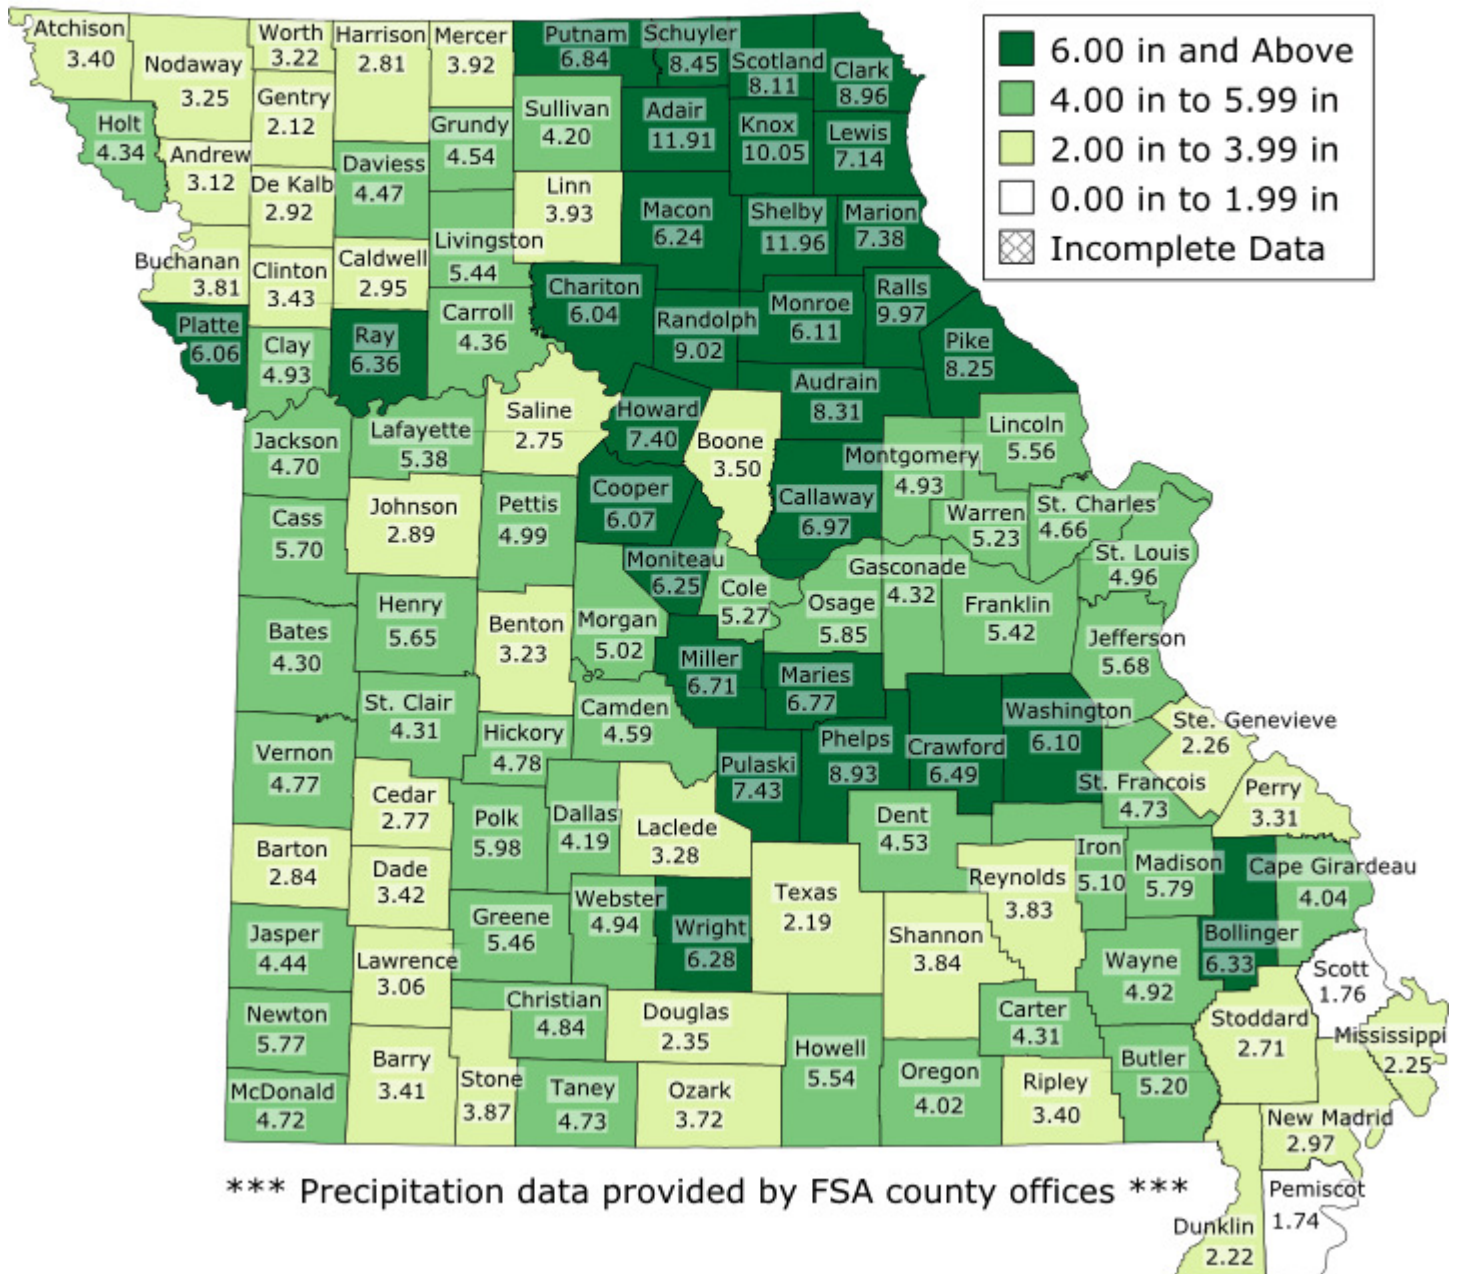 6.00 in and Above
4.00 in to 5.99 in
2.00 in to 3.99 in
0.00 in to 1.99 in
Incomplete Data
Atchison
3.40
Nodaway
3.25
Worth
3.22
Harrison
2.81
Mercer
3.92
Putnam
6.84
Schuyler
8.45
Scotland
8.11
Clark
8.96
Holt
4.34
Gentry
2.12
Grundy
4.54
Sullivan
4.20
Adair
11.91
Knox
10.05
Lewis
7.14
Andrew
3.12
De Kalb
2.92
Daviess
4.47
Linn
3.93
Macon
6.24
Shelby
11.96
Marion
7.38
Buchanan
3.81
Clinton
3.43
Caldwell
2.95
Livingston
5.44
Chariton
6.04
Randolph
9.02
Monroe
6.11
Ralls
9.97
Platte
6.06
Clay
4.93
Ray
6.36
Carroll
4.36
Pike
8.25
Audrain
8.31
Jackson
4.70
Lafayette
5.38
Saline
2.75
Howard
7.40
Boone
3.50
Montgomery
4.93
Lincoln
5.56
Cass
5.70
Johnson
2.89
Pettis
4.99
Cooper
6.07
Callaway
6.97
Warren
5.23
St. Charles
4.66
St. Louis
4.96
Moniteau
6.25
Cole
5.27
Gasconade
4.32
Osage
5.85
Franklin
5.42
Jefferson
5.68
Bates
4.30
Henry
5.65
Benton
3.23
Morgan
5.02
Miller
6.71
Maries
6.77
St. Clair
4.31
Hickory
4.78
Camden
4.59
Washington
6.10
Ste. Genevieve
2.26
Vernon
4.77
Pulaski
7.43
Phelps
8.93
Crawford
6.49
St. Francois
4.73
Perry
3.31
Cedar
2.77
Polk
5.98
Dallas
4.19
Laclede
3.28
Dent
4.53
Iron
5.10
Madison
5.79
Cape Girardeau
4.04
Barton
2.84
Dade
3.42
Greene
5.46
Webster
4.94
Wright
6.28
Texas
2.19
Reynolds
3.83
Shannon
3.84
Bollinger
6.33
Jasper
4.44
Lawrence
3.06
Wayne
4.92
Scott
1.76
Newton
5.77
Christian
4.84
Douglas
2.35
Carter
4.31
Stoddard
2.71
Mississippi
2.25
McDonald
4.72
Barry
3.41
Stone
3.87
Taney
4.73
Ozark
3.72
Howell
5.54
Oregon
4.02
Ripley
3.40
Butler
5.20
New Madrid
2.97
*** Precipitation data provided by FSA county offices ***
Pemiscot
1.74
Dunklin
2.22